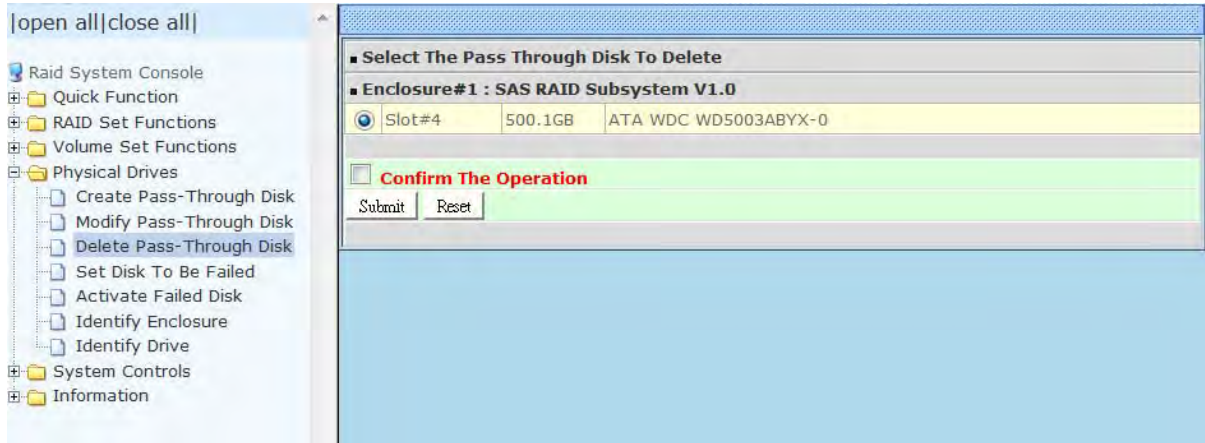 |open all|close all|
Raid System Console
Quick Function
RAID Set Functions
Volume Set Functions
Physical Drives
Create Pass-Through Disk
Modify Pass-Through Disk
Delete Pass-Through Disk
Set Disk To Be Failed
Activate Failed Disk
Identify Enclosure
Identify Drive
System Controls
Information
Select The Pass Through Disk To Delete
Enclosure#1 : SAS RAID Subsystem V1.0
Slot#4 500.1GB ATA WDC WD5003ABYX-0
Confirm The Operation
Submit Reset